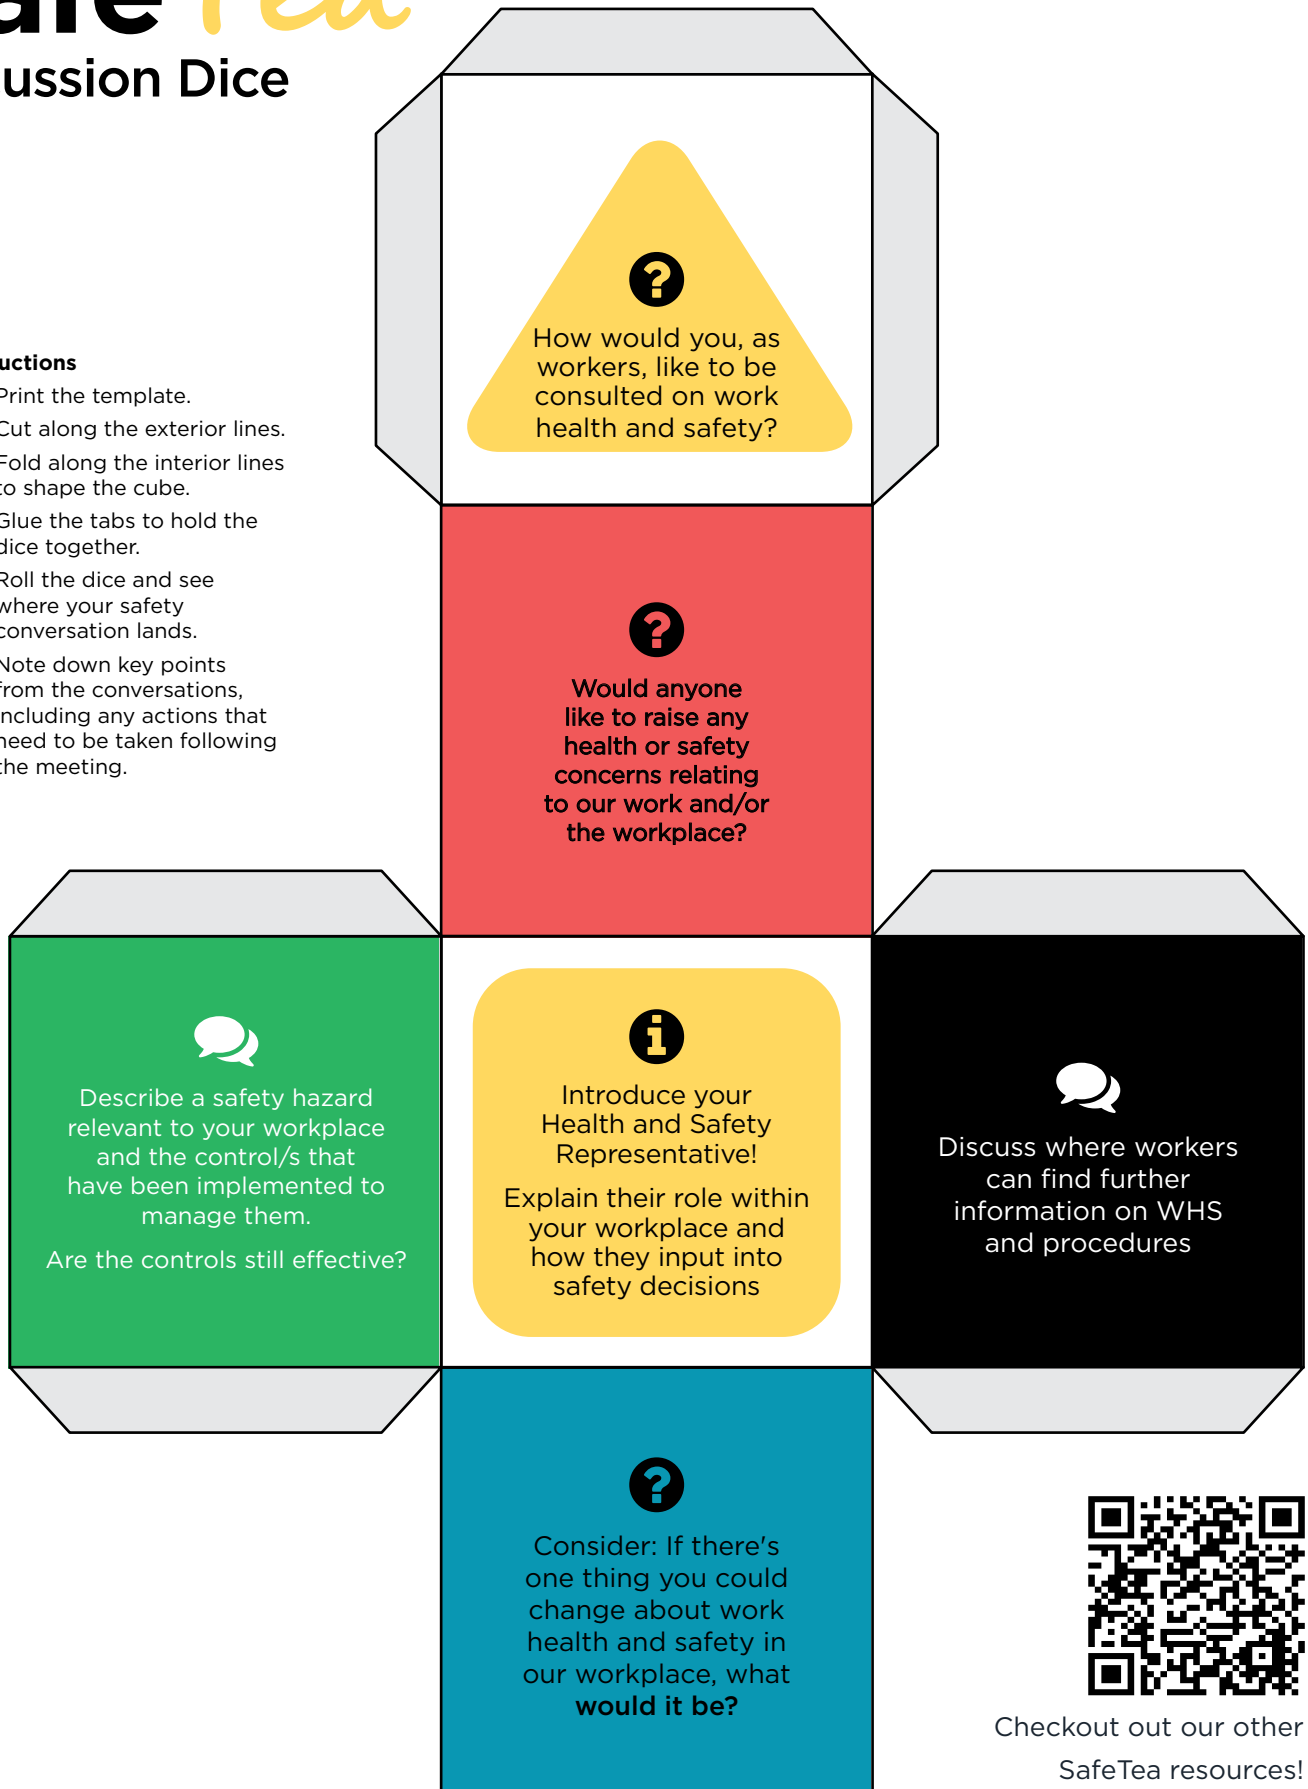 are Tea
ussion Dice
How would you, as
workers, like to be
consulted on work
health and safety?
uctions
Print the template.
Cut along the exterior lines.
Fold along the interior lines
to shape the cube.
Glue the tabs to hold the
dice together.
Roll the dice and see
where your safety
conversation lands.
Note down key points
from the conversations,
including any actions that
need to be taken following
the meeting.
Would anyone
like to raise any
health or safety
concerns relating
to our work and/or
the workplace?
Describe a safety hazard
relevant to your workplace
and the control/s that
have been implemented to
manage them.
Are the controls still effective?
Introduce your
Health and Safety
Representative!
Explain their role within
your workplace and
how they input into
safety decisions
Discuss where workers
can find further
information on WHS
and procedures
Consider: If there's
one thing you could
change about work
health and safety in
our workplace, what
would it be?
Checkout out our other
SafeTea resources!